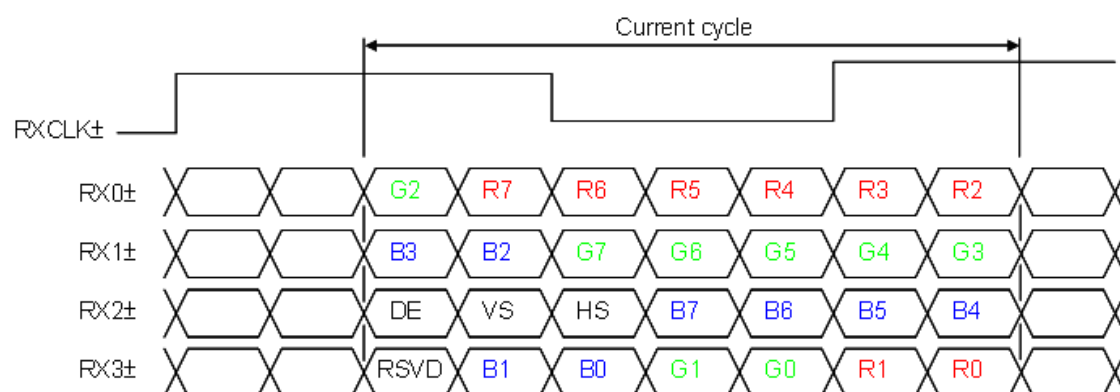 Current cycle
RXCLK±
RX0± G2 R7 R6 R5 R4 R3 R2
RX1± B3 B2 G7 G6 G5 G4 G3
RX2± DE VS HS B7 B6 B5 B4
RX3± RSVD B1 B0 G1 G0 R1 R0